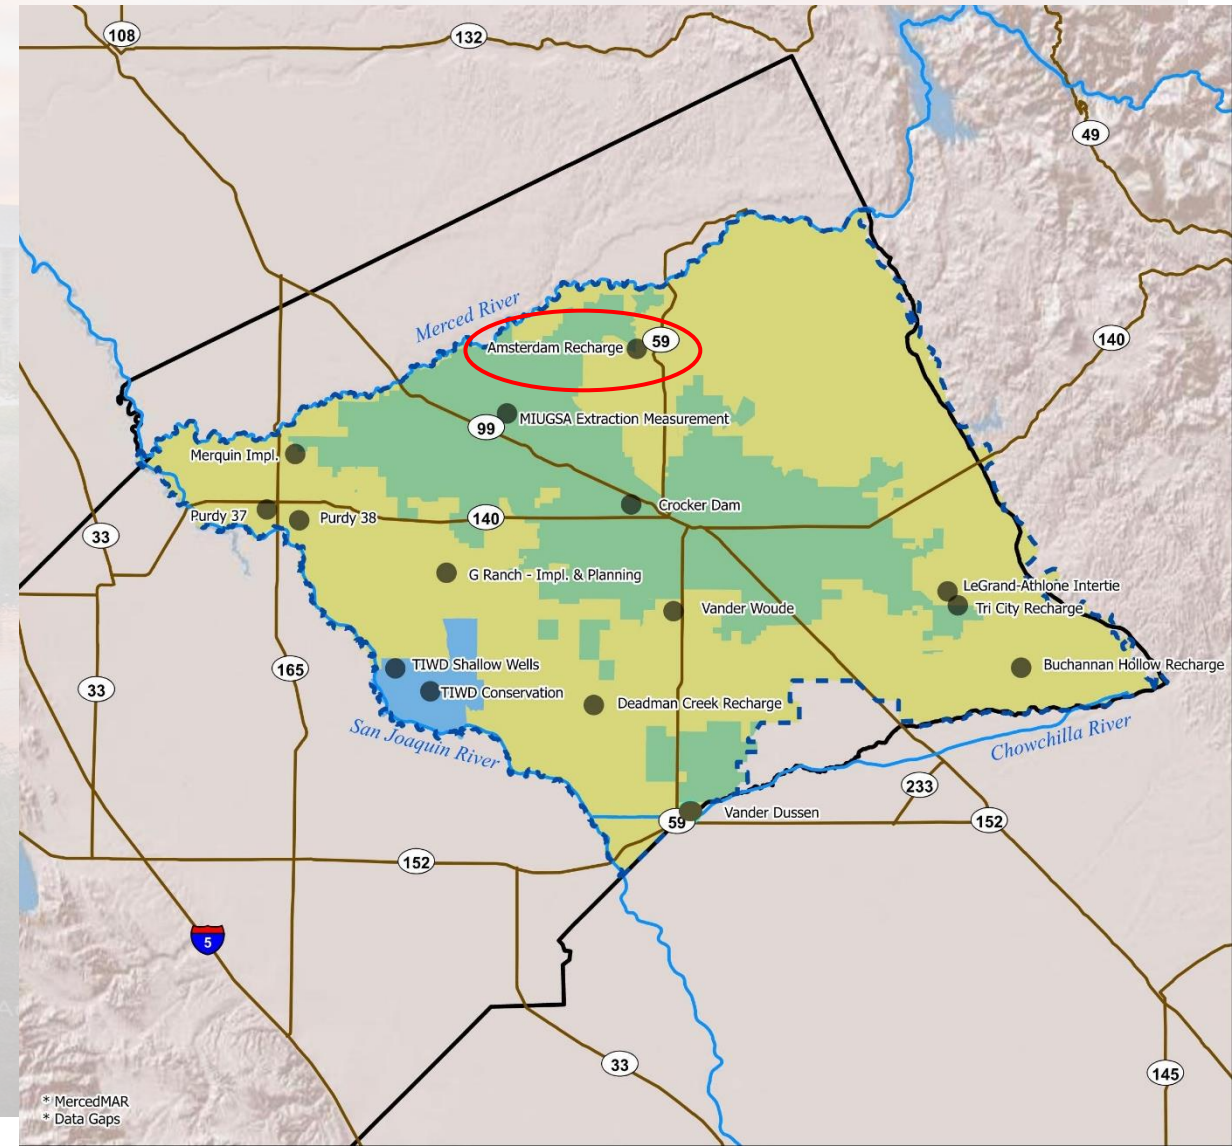 108
132
49
Merced River
Amsterdam Recharge
59
140
MIUGSA Extraction Measurement
99
Merquin Impl.
Crocker Dam
Purdy 37
Purdy 38
140
33
G Ranch - Impl. & Planning
LeGrand-Athlone Intertie
Tri City Recharge
Vander Woude
165
TIWD Shallow Wells
Buchannan Hollow Recharge
33
TIWD Conservation
Deadman Creek Recharge
San Joaquin River
Chowchilla River
233
Vander Dussen
59
152
152
5
33
145
* MercedMAR
* Data Gaps